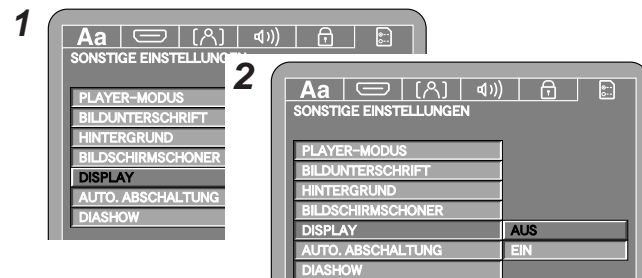 1
Aa
SONSTIGE EINSTELLUNGEN
PLAYER-MODUS
BILDUNTERSCHRIFT
HINTERGRUND
BILDSCHIRMSCHONER
DISPLAY
AUTO. ABSCHALTUNG
DIASHOW
2
Aa
SONSTIGE EINSTELLUNGEN
PLAYER-MODUS
BILDUNTERSCHRIFT
HINTERGRUND
BILDSCHIRMSCHONER
DISPLAY AUS
AUTO. ABSCHALTUNG EIN
DIASHOW